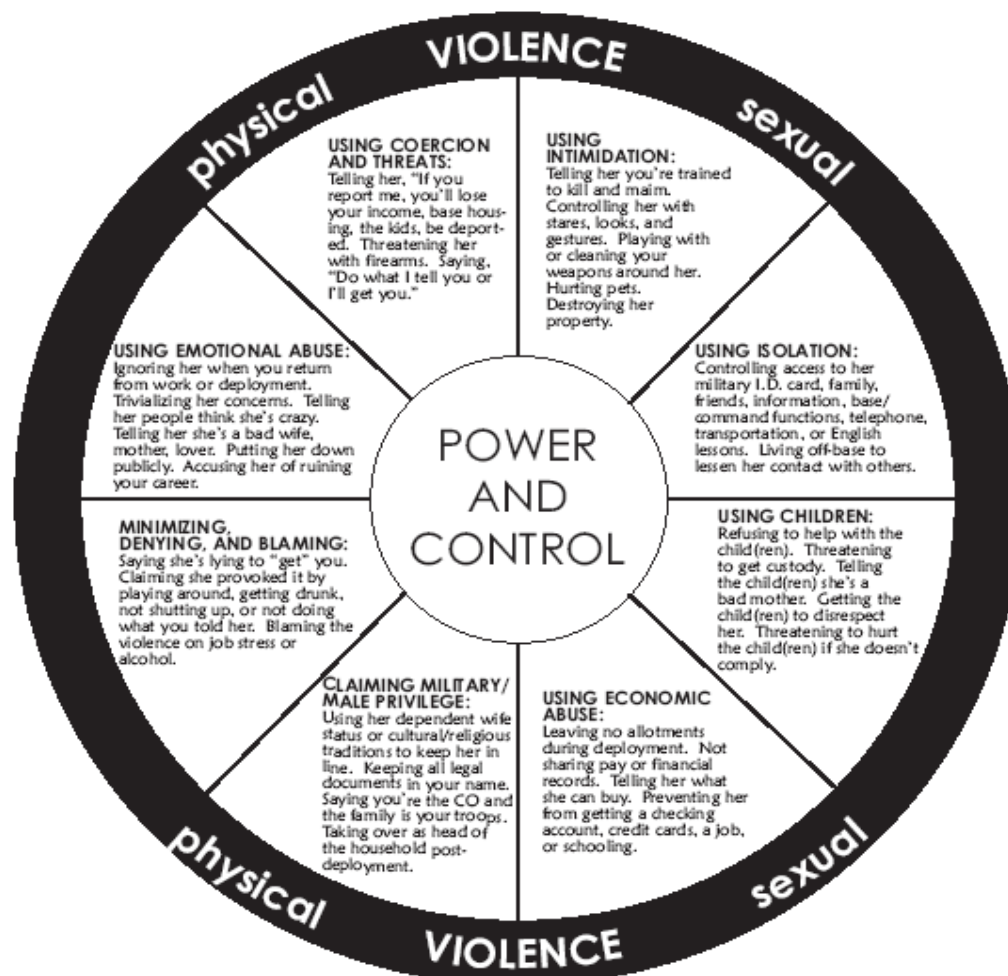 physical VIOLENCE sexual
USING COERCION
AND THREATS:
Telling her, "If you
report me, you'll lose
your income, base hous-
ing, the kids, be deport-
ed. Threatening her
with firearms. Saying,
"Do what I tell you or
I'll get you."
USING
INTIMIDATION:
Telling her you're trained
to kill and maim.
Controlling her with
stares, looks, and
gestures. Playing with
or cleaning your
weapons around her.
Hurting pets.
Destroying her
property.
USING EMOTIONAL ABUSE:
Ignoring her when you return
from work or deployment.
Trivializing her concerns. Telling
her people think she's crazy.
Telling her she's a bad wife,
mother, lover. Putting her down
publicly. Accusing her of ruining
your career.
USING ISOLATION:
Controlling access to her
military I.D. card, family,
friends, information, base/
command functions, telephone,
transportation, or English
lessons. Living off-base to
lessen her contact with others.
POWER
AND
CONTROL
MINIMIZING,
DENYING, AND BLAMING:
Saying she's lying to "get" you.
Claiming she provoked it by
playing around, getting drunk,
not shutting up, or not doing
what you told her. Blaming the
violence on job stress or
alcohol.
USING CHILDREN:
Refusing to help with the
child(ren). Threatening
to get custody. Telling
the child(ren) she's a
bad mother. Getting the
child(ren) to disrespect
her. Threatening to hurt
the child(ren) if she doesn't
comply.
CLAIMING MILITARY/
MALE PRIVILEGE:
Using her dependent wife
status or cultural/religious
traditions to keep her in
line. Keeping all legal
documents in your name.
Saying you're the CO and
the family is your troops.
Taking over as head of
the household post-
deployment.
USING ECONOMIC
ABUSE:
Leaving no allotments
during deployment. Not
sharing pay or financial
records. Telling her what
she can buy. Preventing her
from getting a checking
account, credit cards, a job,
or schooling.
physical VIOLENCE sexual